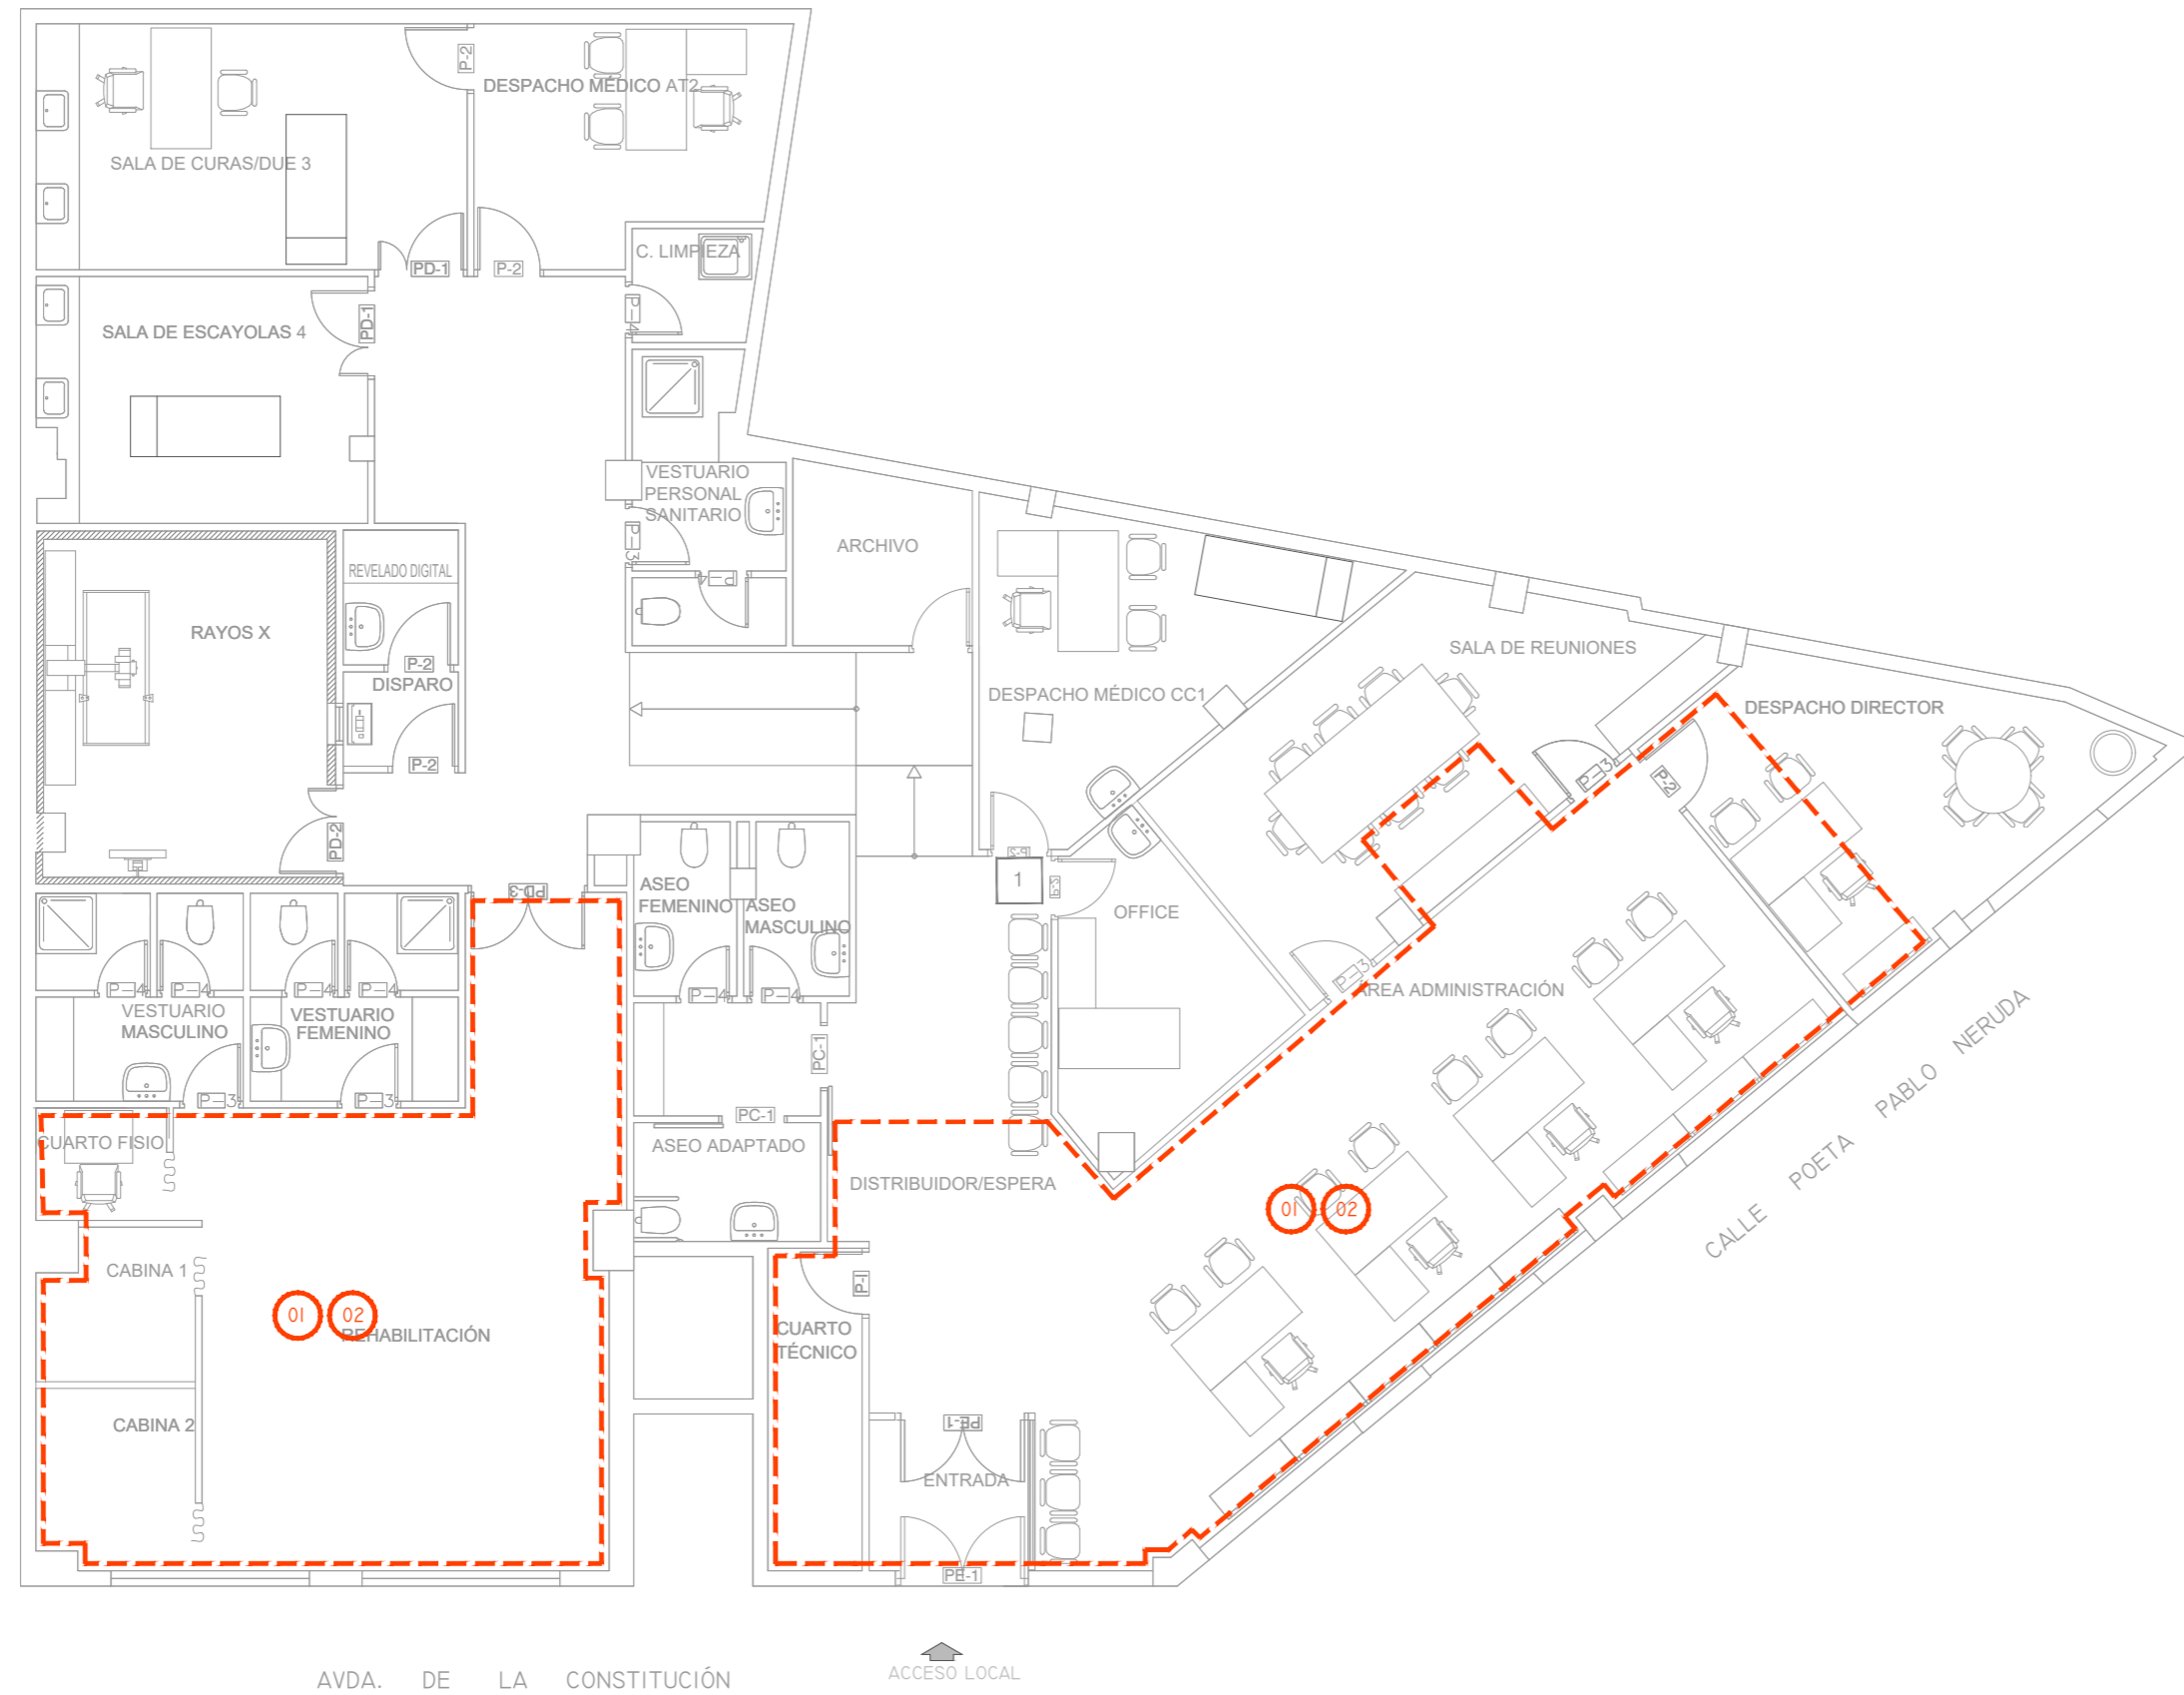 P-2
DESPACHO MÉDICO AT2
SALA DE CURAS/DUE 3
PD-1
P-2
C. LIMPIEZA
P-4
SALA DE ESCAYOLAS 4
PD-1
VESTUARIO
PERSONAL
SANITARIO
P-3
P-4
ARCHIVO
REVELADO DIGITAL
RAYOS X
P-2
DISPARO
P-2
PD-2
SALA DE REUNIONES
DESPACHO MÉDICO CC1
DESPACHO DIRECTOR
P-3
P-2
P-2
1
P-2
OFFICE
PD-3
ASEO
FEMENINO
ASEO
MASCULINO
P-4
P-4
P-4
P-4
P-4
P-4
VESTUARIO
MASCULINO
VESTUARIO
FEMENINO
P-3
P-3
P-3
ÁREA ADMINISTRACIÓN
PC-1
PC-1
CUARTO FISIO
ASEO ADAPTADO
DISTRIBUIDOR/ESPERA
01
02
CABINA 1
01
02
REHABILITACIÓN
P-1
CUARTO
TÉCNICO
CABINA 2
PE-1
ENTRADA
PE-1
CALLE POETA PABLO NERUDA
ACCESO LOCAL
AVDA. DE LA CONSTITUCIÓN